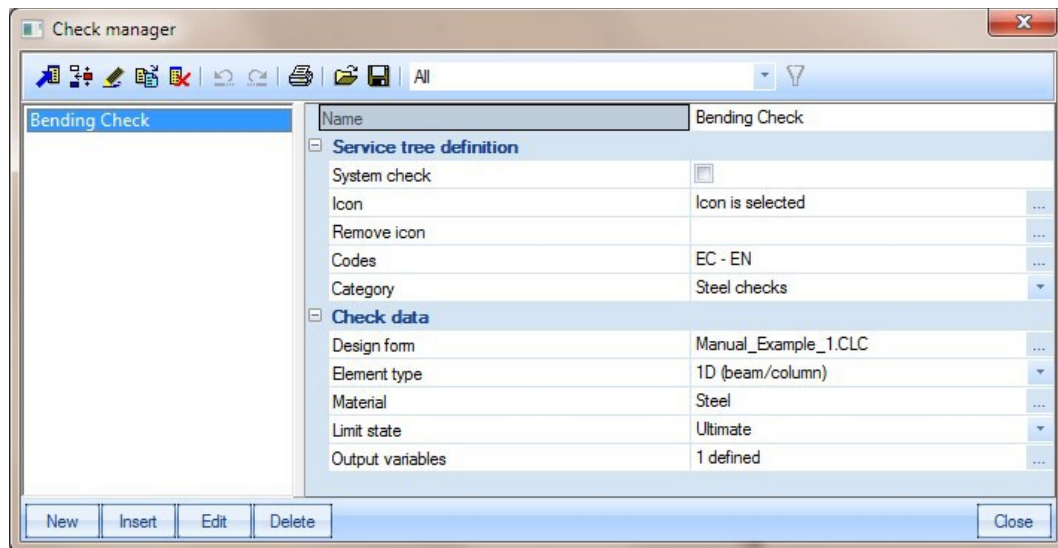 Check manager
All
Bending Check
Name Bending Check
Service tree definition
System check
Icon Icon is selected ...
Remove icon ...
Codes EC - EN ...
Category Steel checks
Check data
Design form Manual_Example_1.CLC ...
Element type 1D (beam/column)
Material Steel ...
Limit state Ultimate
Output variables 1 defined ...
New Insert Edit Delete Close